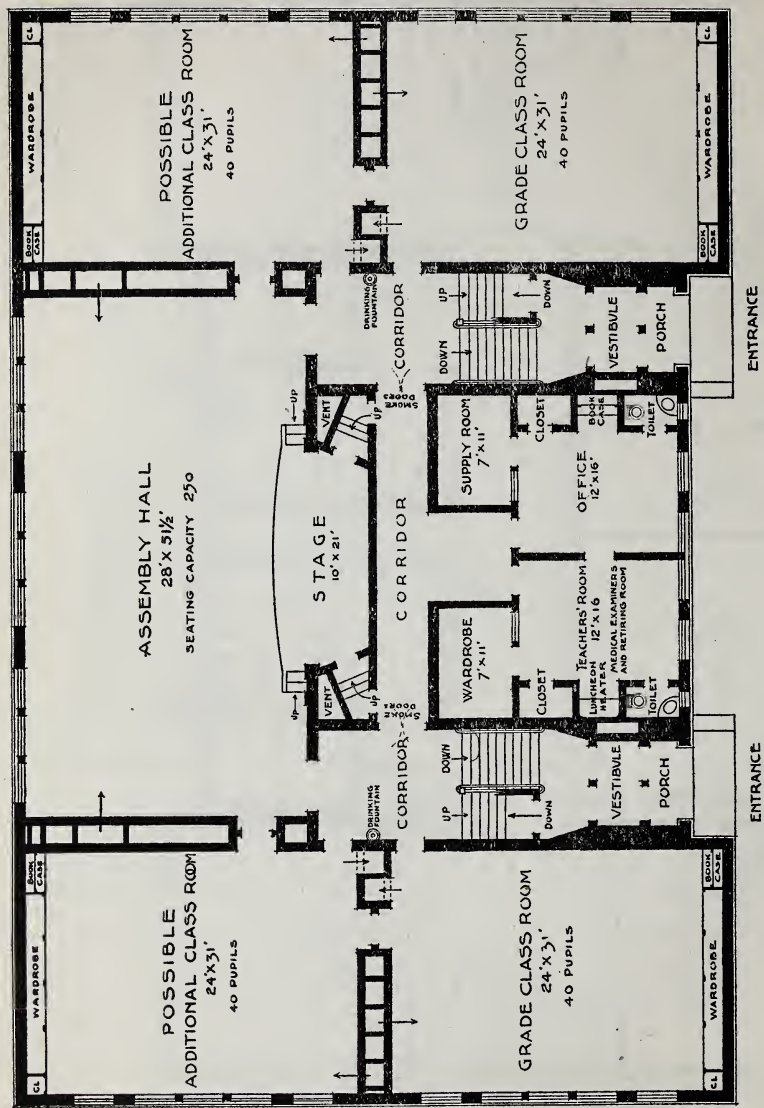 CL
WARDROBE
BOOK
CASE
POSSIBLE
ADDITIONAL CLASS ROOM
24'X31'
40 PUPILS
ASSEMBLY HALL
28'X 51½'
SEATING CAPACITY 250
BOOK
CASE
WARDROBE
CL
POSSIBLE
ADDITIONAL CLASS ROOM
24'X31'
40 PUPILS
UP
STAGE
10'X 21'
UP
VENT
UP
VENT
UP
DRINKING
FOUNTAIN
CORRIDOR
SMOKE
DOORS
CORRIDOR
SMOKE
DOORS
DRINKING
FOUNTAIN
CORRIDOR
UP
DOWN
DOWN
WARDROBE
7'X11'
SUPPLY ROOM
7'X11'
DOWN
UP
DOWN
GRADE CLASS ROOM
24'X31'
40 PUPILS
CLOSET
LUNCHEON
HEATER
TEACHERS' ROOM
12'X16
MEDICAL EXAMINERS
AND RETIRING ROOM
TOILET
OFFICE
12'X16'
CLOSET
BOOK
CASE
TOILET
GRADE CLASS ROOM
24'X31'
40 PUPILS
VESTIBULE
PORCH
VESTIBULE
PORCH
CL
WARDROBE
BOOK
CASE
BOOK
CASE
WARDROBE
CL
ENTRANCE
ENTRANCE